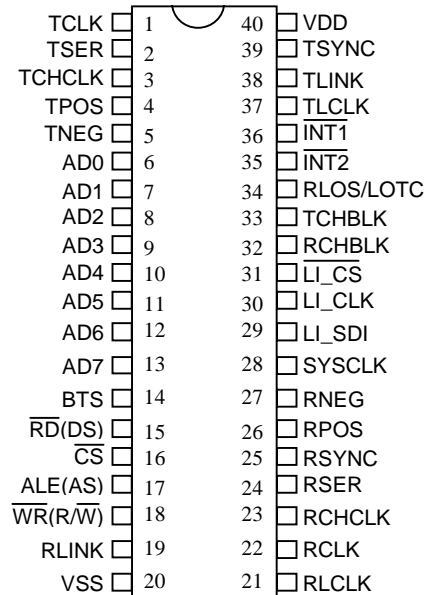 TCLK 1 40 VDD
TSER 2 39 TSYNC
TCHCLK 3 38 TLINK
TPOS 4 37 TLCLK
TNEG 5 36 INT1
AD0 6 35 INT2
AD1 7 34 RLOS/LOTC
AD2 8 33 TCHBLK
AD3 9 32 RCHBLK
AD4 10 31 LI_CS
AD5 11 30 LI_CLK
AD6 12 29 LI_SDI
AD7 13 28 SYSCLK
BTS 14 27 RNEG
RD(DS) 15 26 RPOS
CS 16 25 RSYNC
ALE(AS) 17 24 RSER
WR(R/W) 18 23 RCHCLK
RLINK 19 22 RCLK
VSS 20 21 RLCLK